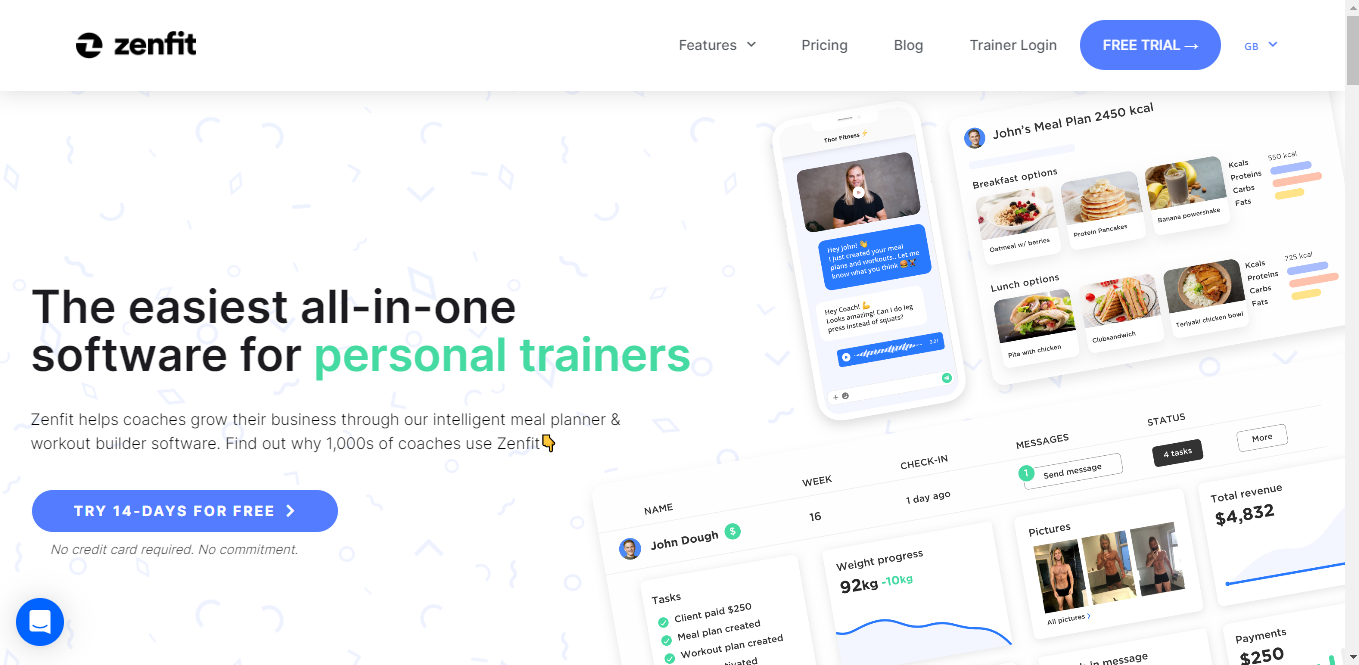 zenfit
Features
Pricing
Blog
Trainer Login
FREE TRIAL →
GB
The easiest all-in-one
software for personal trainers
Zenfit helps coaches grow their business through our intelligent meal planner &
workout builder software. Find out why 1,000s of coaches use Zenfit👇
TRY 14-DAYS FOR FREE
No credit card required. No commitment.
Thor Fitness ⚡
Hey John! 👋
I just created your meal
plans and workouts.. Let me
know what you think
Hey Coach! 💪
Looks amazing! Can I do leg
press instead of squats?
2:21
John's Meal Plan 2450 kcal
Breakfast options
Oatmeal w/ berries
Protein Pancakes
Banana powershake
Kcals
550 kcal
Proteins
Carbs
Fats
Lunch options
Pita with chicken
Clubsandwich
Teriyaki chicken bowl
Kcals
725 kcal
Proteins
Carbs
Fats
NAME
WEEK
CHECK-IN
MESSAGES
STATUS
John Dough $
16
1 day ago
1 Send message
4 tasks
More
Tasks
Client paid $250
Meal plan created
Workout plan created
Weight progress
92kg -10kg
Pictures
All pictures
Total revenue
$4,832
message
Payments
$250